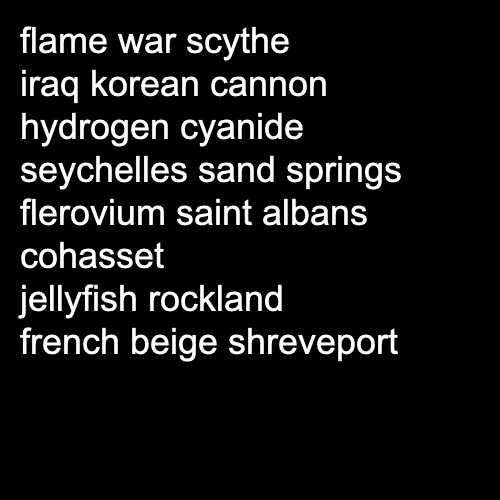 flame war scythe
iraq korean cannon
hydrogen cyanide
seychelles sand springs
flerovium saint albans
cohasset
jellyfish rockland
french beige shreveport